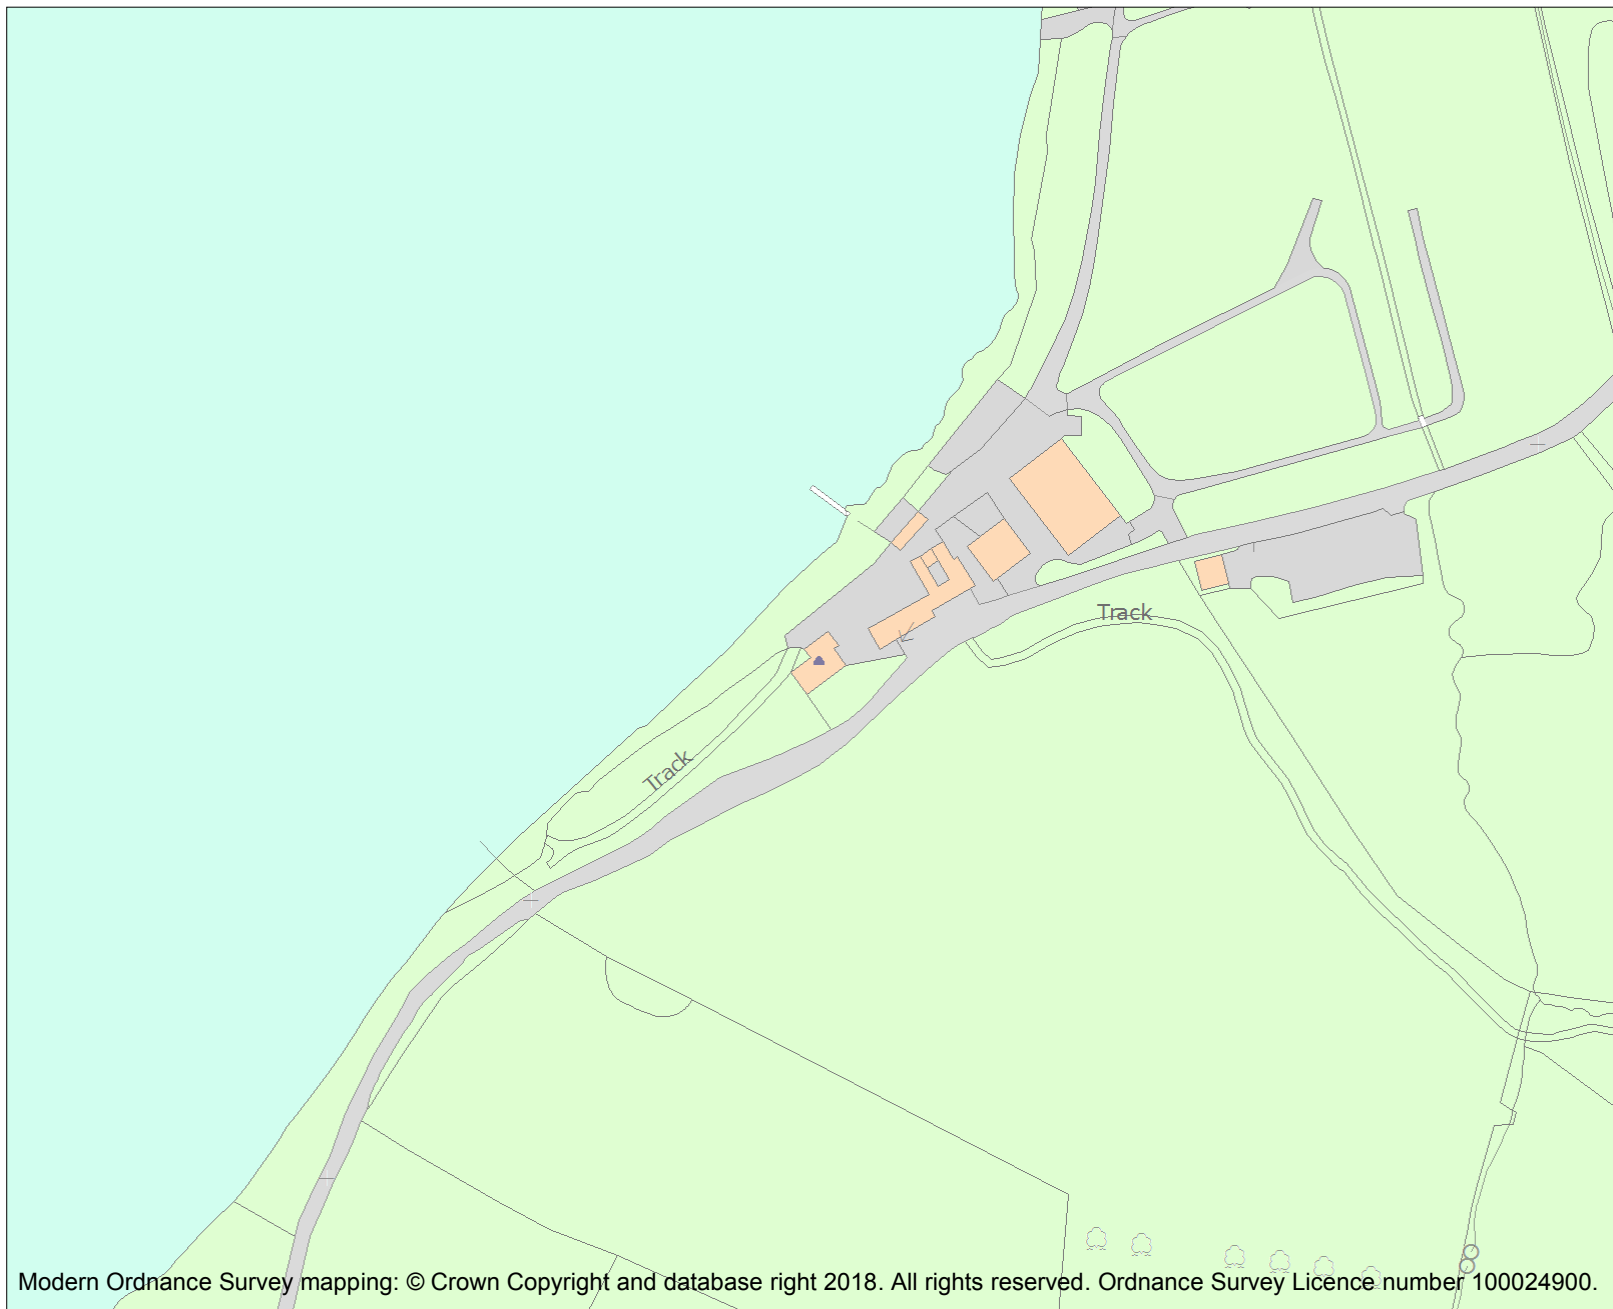 Track
Track
Modern Ordnance Survey mapping: © Crown Copyright and database right 2018. All rights reserved. Ordnance Survey Licence number 100024900.